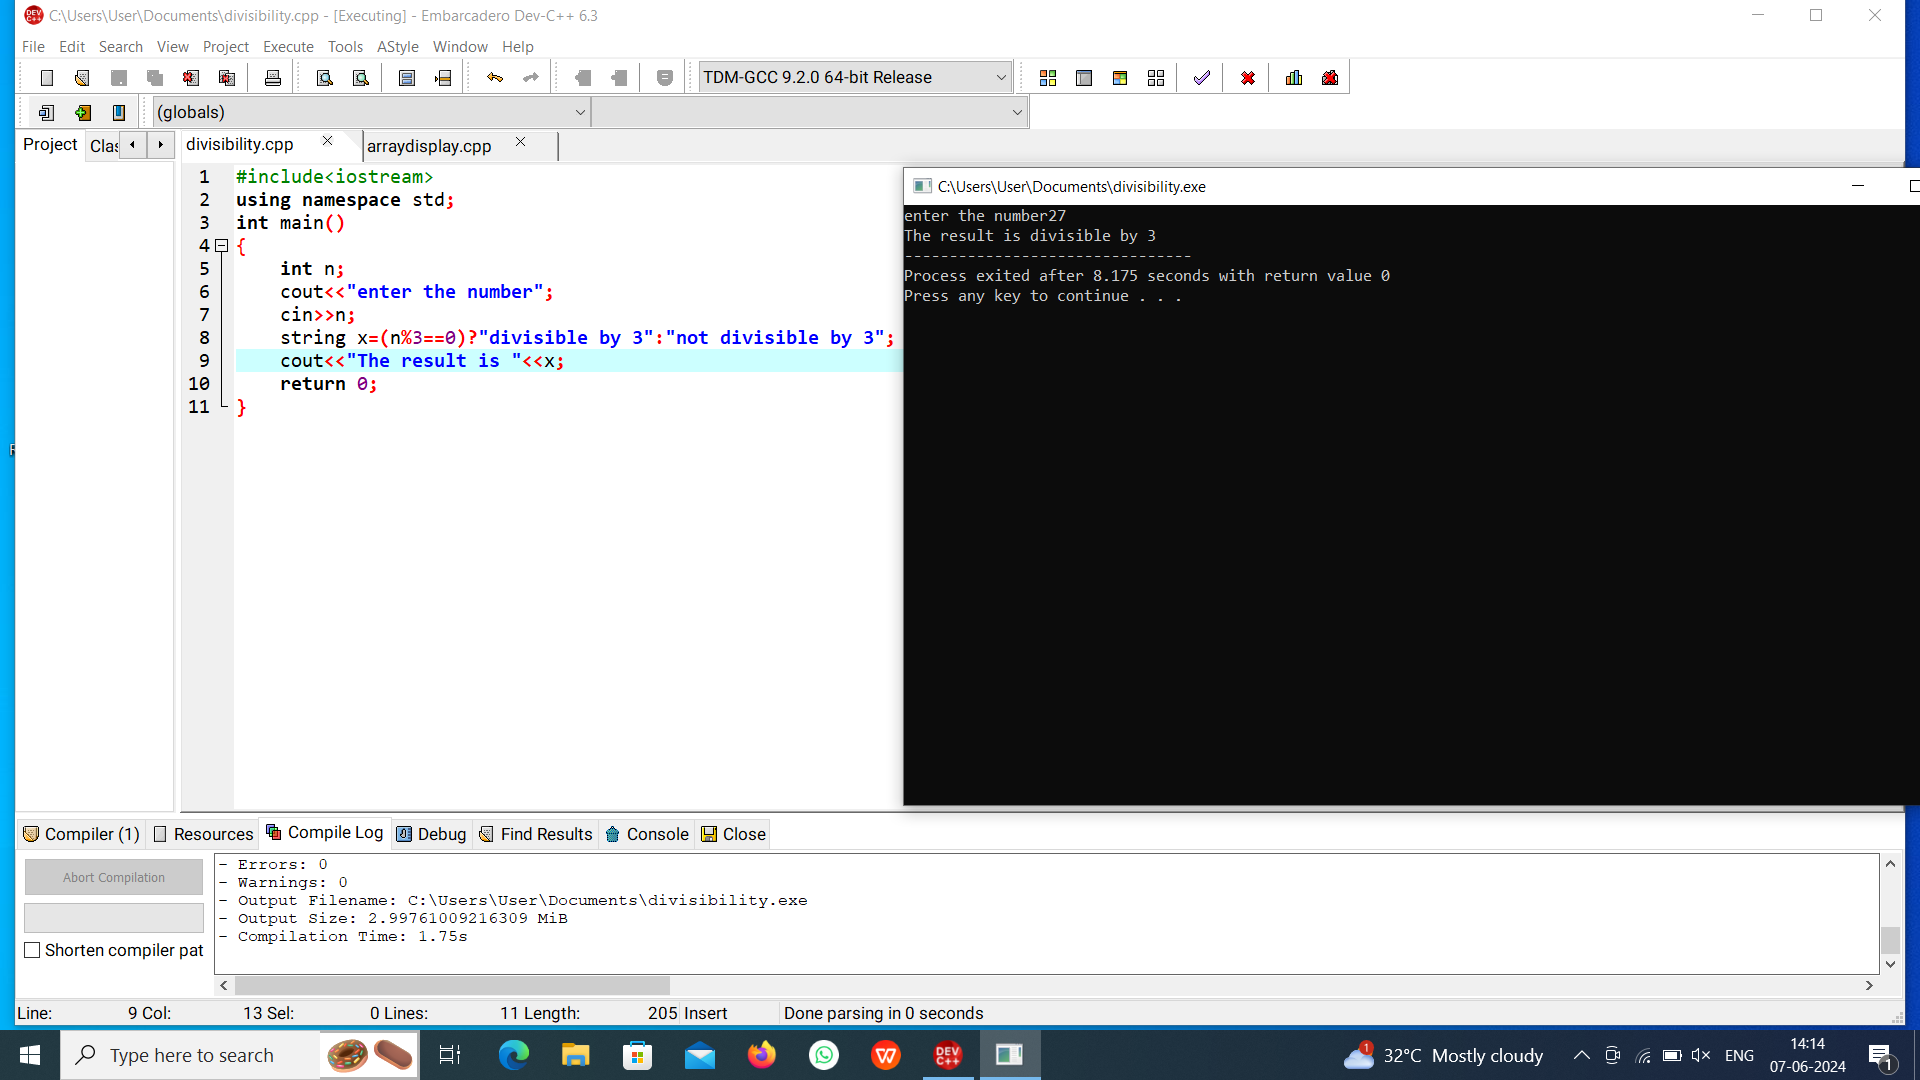 C:\Users\User\Documents\divisibility.cpp - [Executing] - Embarcadero Dev-C++ 6.3
File Edit Search View Project Execute Tools AStyle Window Help
TDM-GCC 9.2.0 64-bit Release
(globals)
Project Clas divisibility.cpp arraydisplay.cpp
1 #include<iostream>
2 using namespace std;
3 int main()
4 {
5 int n;
6 cout<<"enter the number";
7 cin>>n;
8 string x=(n%3==0)?"divisible by 3":"not divisible by 3";
9 cout<<"The result is "<<x;
10 return 0;
11 }
C:\Users\User\Documents\divisibility.exe
enter the number27
The result is divisible by 3
--------------------------------
Process exited after 8.175 seconds with return value 0
Press any key to continue . . .
Compiler (1) Resources Compile Log Debug Find Results Console Close
Abort Compilation
Shorten compiler pat
- Errors: 0
- Warnings: 0
- Output Filename: C:\Users\User\Documents\divisibility.exe
- Output Size: 2.99761009216309 MiB
- Compilation Time: 1.75s
Line: 9 Col: 13 Sel: 0 Lines: 11 Length: 205 Insert Done parsing in 0 seconds
Type here to search
DEV C++
1 32°C Mostly cloudy
ENG
14:14
07-06-2024
1